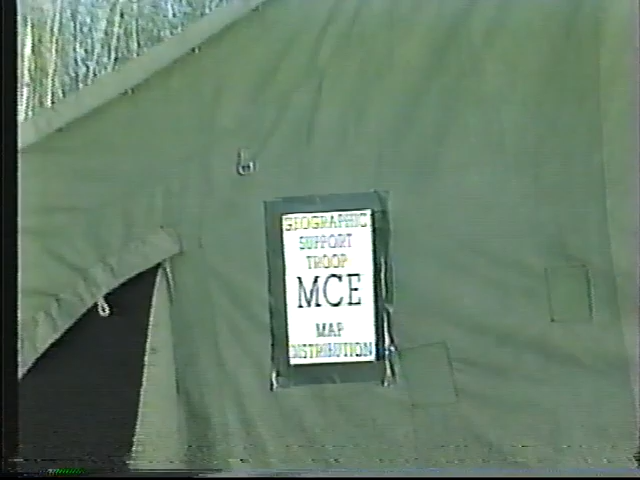 GEOGRAPHIC
SUPPORT
TROOP
MCE
MAP
DISTRIBUTION